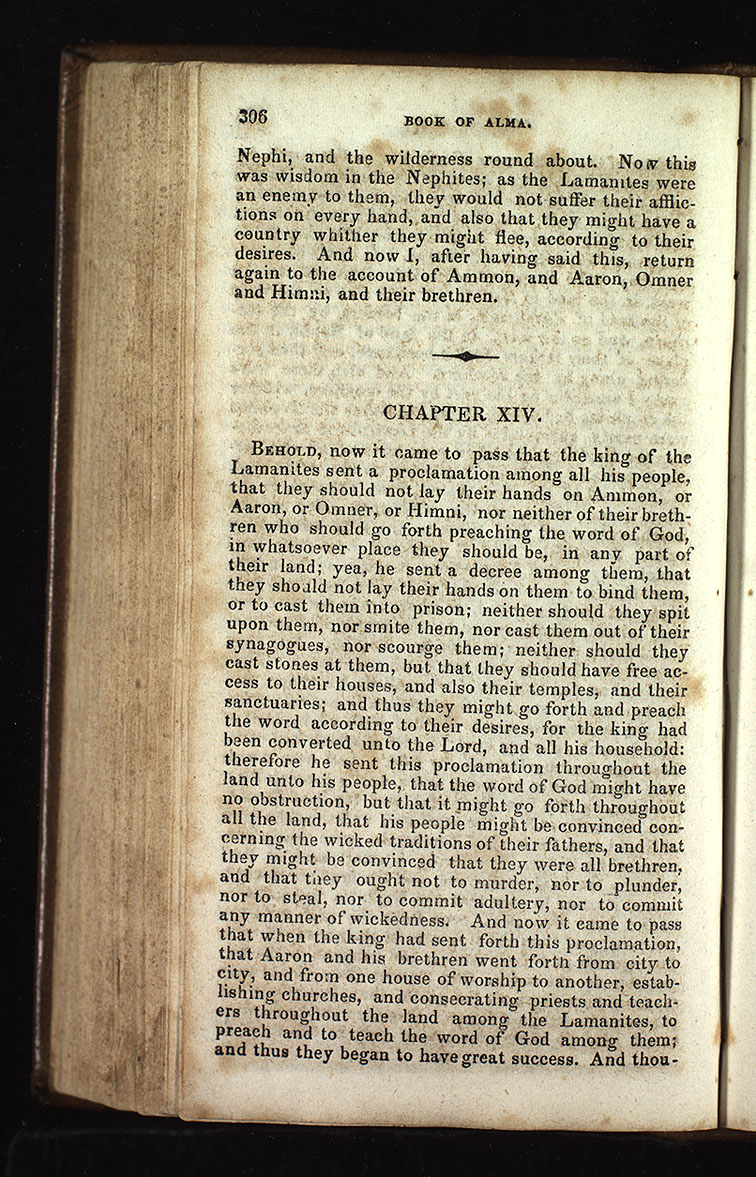 306
BOOK OF ALMA.
Nephi, and the wilderness round about. Now this
was wisdom in the Nephites; as the Lamanites were
an enemy to them, they would not suffer their afflic-
tions on every hand, and also that they might have a
country whither they might flee, according to their
desires. And now I, after having said this, return
again to the account of Ammon, and Aaron, Omner
and Himni, and their brethren.
CHAPTER XIV.
BEHOLD, now it came to pass that the king of the
Lamanites sent a proclamation among all his people,
that they should not lay their hands on Ammon, or
Aaron, or Omner, or Himni, nor neither of their breth-
ren who should go forth preaching the word of God,
in whatsoever place they should be, in any part of
their land; yea, he sent a decree among them, that
they should not lay their hands on them to bind them,
or to cast them into prison; neither should they spit
upon them, nor smite them, nor cast them out of their
synagogues, nor scourge them; neither should they
cast stones at them, but that they should have free ac-
cess to their houses, and also their temples, and their
sanctuaries; and thus they might go forth and preach
the word according to their desires, for the king had
been converted unto the Lord, and all his household:
therefore he sent this proclamation throughout the
land unto his people, that the word of God might have
no obstruction, but that it might go forth throughout
all the land, that his people might be convinced con-
cerning the wicked traditions of their fathers, and that
they might be convinced that they were all brethren,
and that they ought not to murder, nor to plunder,
nor to steal, nor to commit adultery, nor to commit
any manner of wickedness. And now it came to pass
that when the king had sent forth this proclamation,
that Aaron and his brethren went forth from city to
city, and from one house of worship to another, estab-
lishing churches, and consecrating priests and teach-
ers throughout the land among the Lamanites, to
preach and to teach the word of God among them;
and thus they began to have great success. And thou-